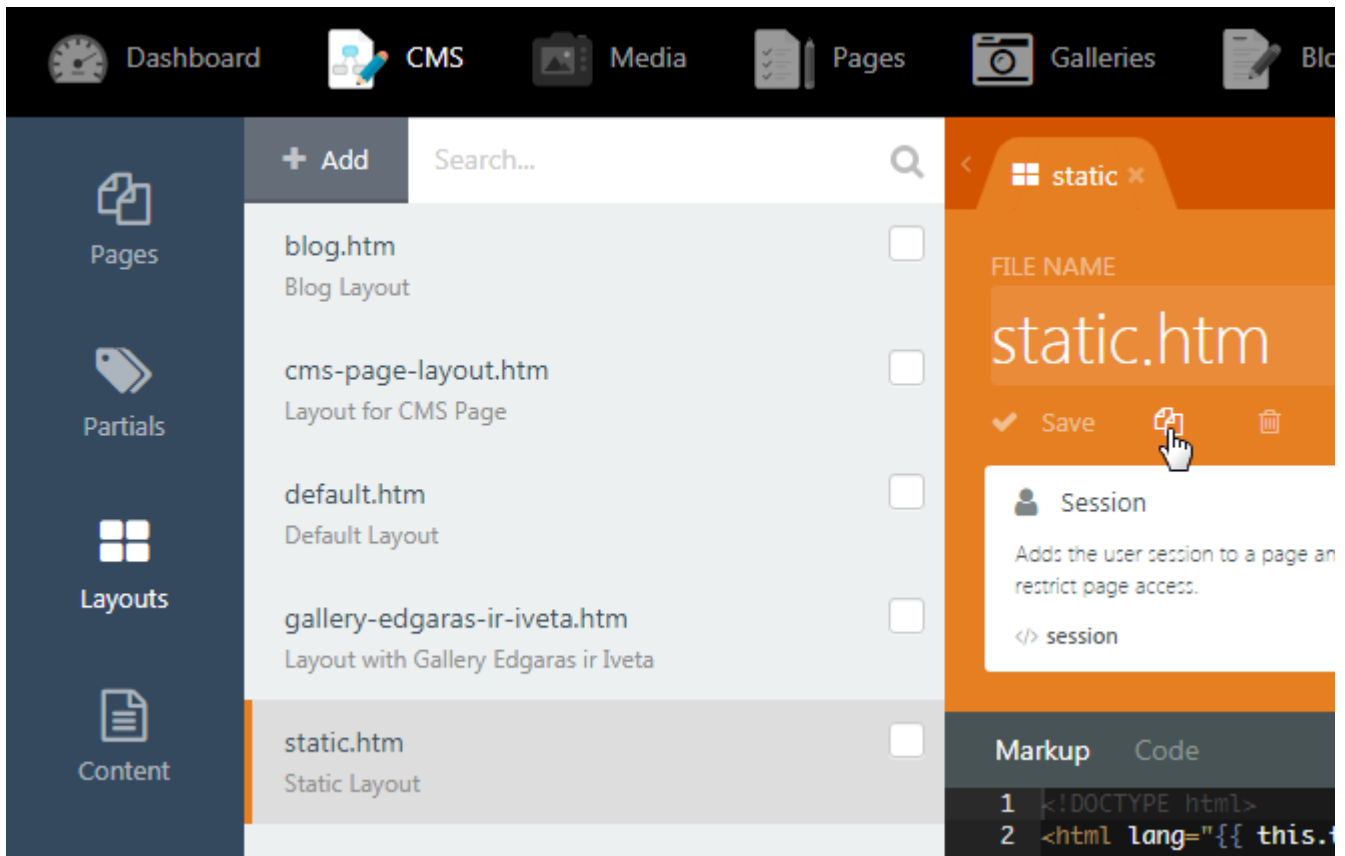 Dashboard CMS Media Pages Galleries
+ Add Search... static ×
Pages
Partials
Layouts
Content
blog.htm
Blog Layout
cms-page-layout.htm
Layout for CMS Page
default.htm
Default Layout
gallery-edgaras-ir-iveta.htm
Layout with Gallery Edgaras ir Iveta
static.htm
Static Layout
FILE NAME
static.htm
Save
Session
Adds the user session to a page an
restrict page access.
</> session
Markup Code
1 <!DOCTYPE html>
2 <html lang="{{ this.t